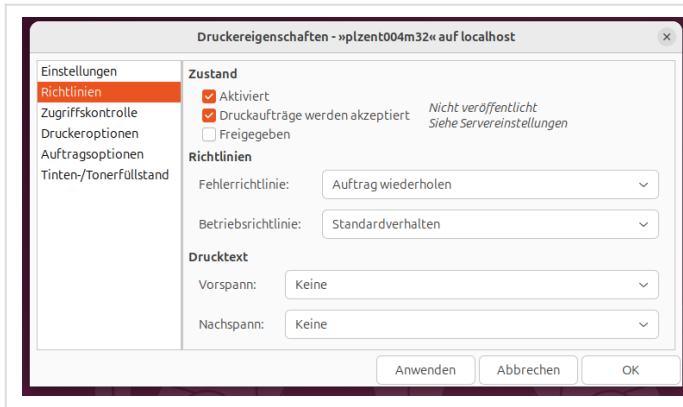 Druckereigenschaften - »plzent004m32« auf localhost
Einstellungen
Richtlinien
Zugriffskontrolle
Druckeroptionen
Auftragsoptionen
Tinten-/Tonerfüllstand
Zustand
Aktiviert
Druckaufträge werden akzeptiert
Freigegeben
Nicht veröffentlicht
Siehe Servereinstellungen
Richtlinien
Fehlerrichtlinie: Auftrag wiederholen
Betriebsrichtlinie: Standardverhalten
Drucktext
Vorspann: Keine
Nachspann: Keine
Anwenden Abbrechen OK